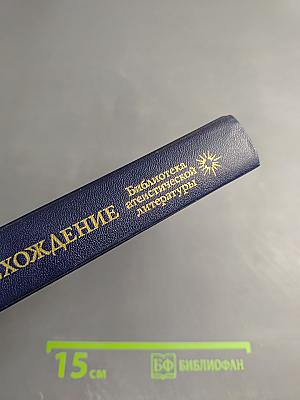 ХОЖДЕНИЕ
Библиотека
атеистической
литературы
15 см
БФ БИБЛИОФАН